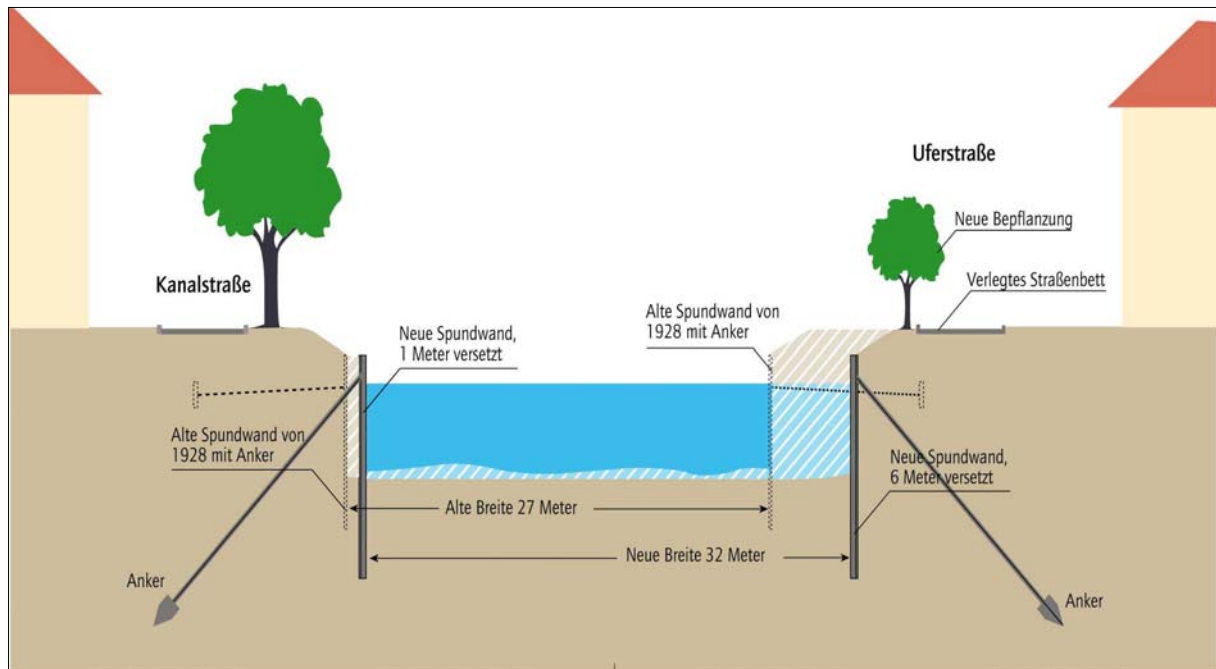 Uferstraße
Neue Bepflanzung
Kanalstraße
Verlegtes Straßenbett
Neue Spundwand,
1 Meter versetzt
Alte Spundwand von
1928 mit Anker
Alte Spundwand von
1928 mit Anker
Neue Spundwand,
6 Meter versetzt
Alte Breite 27 Meter
Neue Breite 32 Meter
Anker
Anker